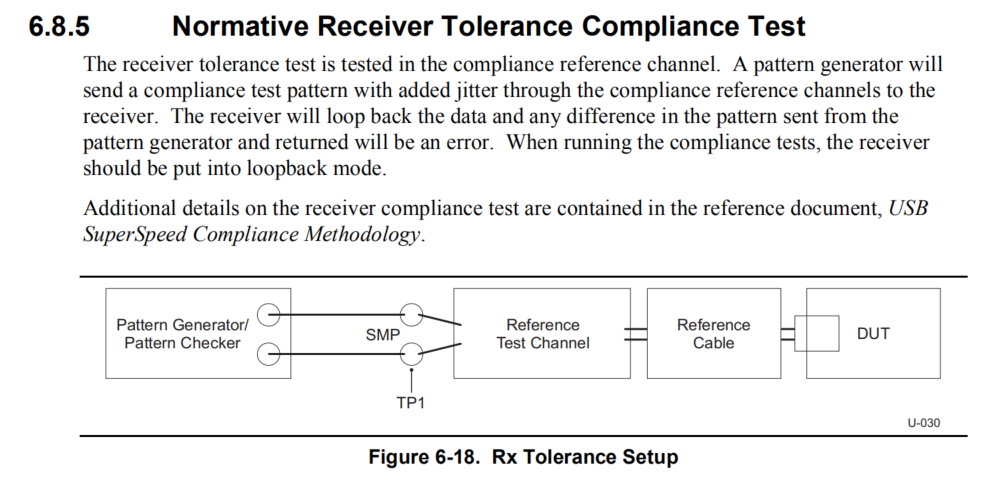 6.8.5 Normative Receiver Tolerance Compliance Test
The receiver tolerance test is tested in the compliance reference channel. A pattern generator will
send a compliance test pattern with added jitter through the compliance reference channels to the
receiver. The receiver will loop back the data and any difference in the pattern sent from the
pattern generator and returned will be an error. When running the compliance tests, the receiver
should be put into loopback mode.
Additional details on the receiver compliance test are contained in the reference document, USB
SuperSpeed Compliance Methodology.
Pattern Generator/
Pattern Checker
SMP
TP1
Reference
Test Channel
Reference
Cable
DUT
U-030
Figure 6-18. Rx Tolerance Setup